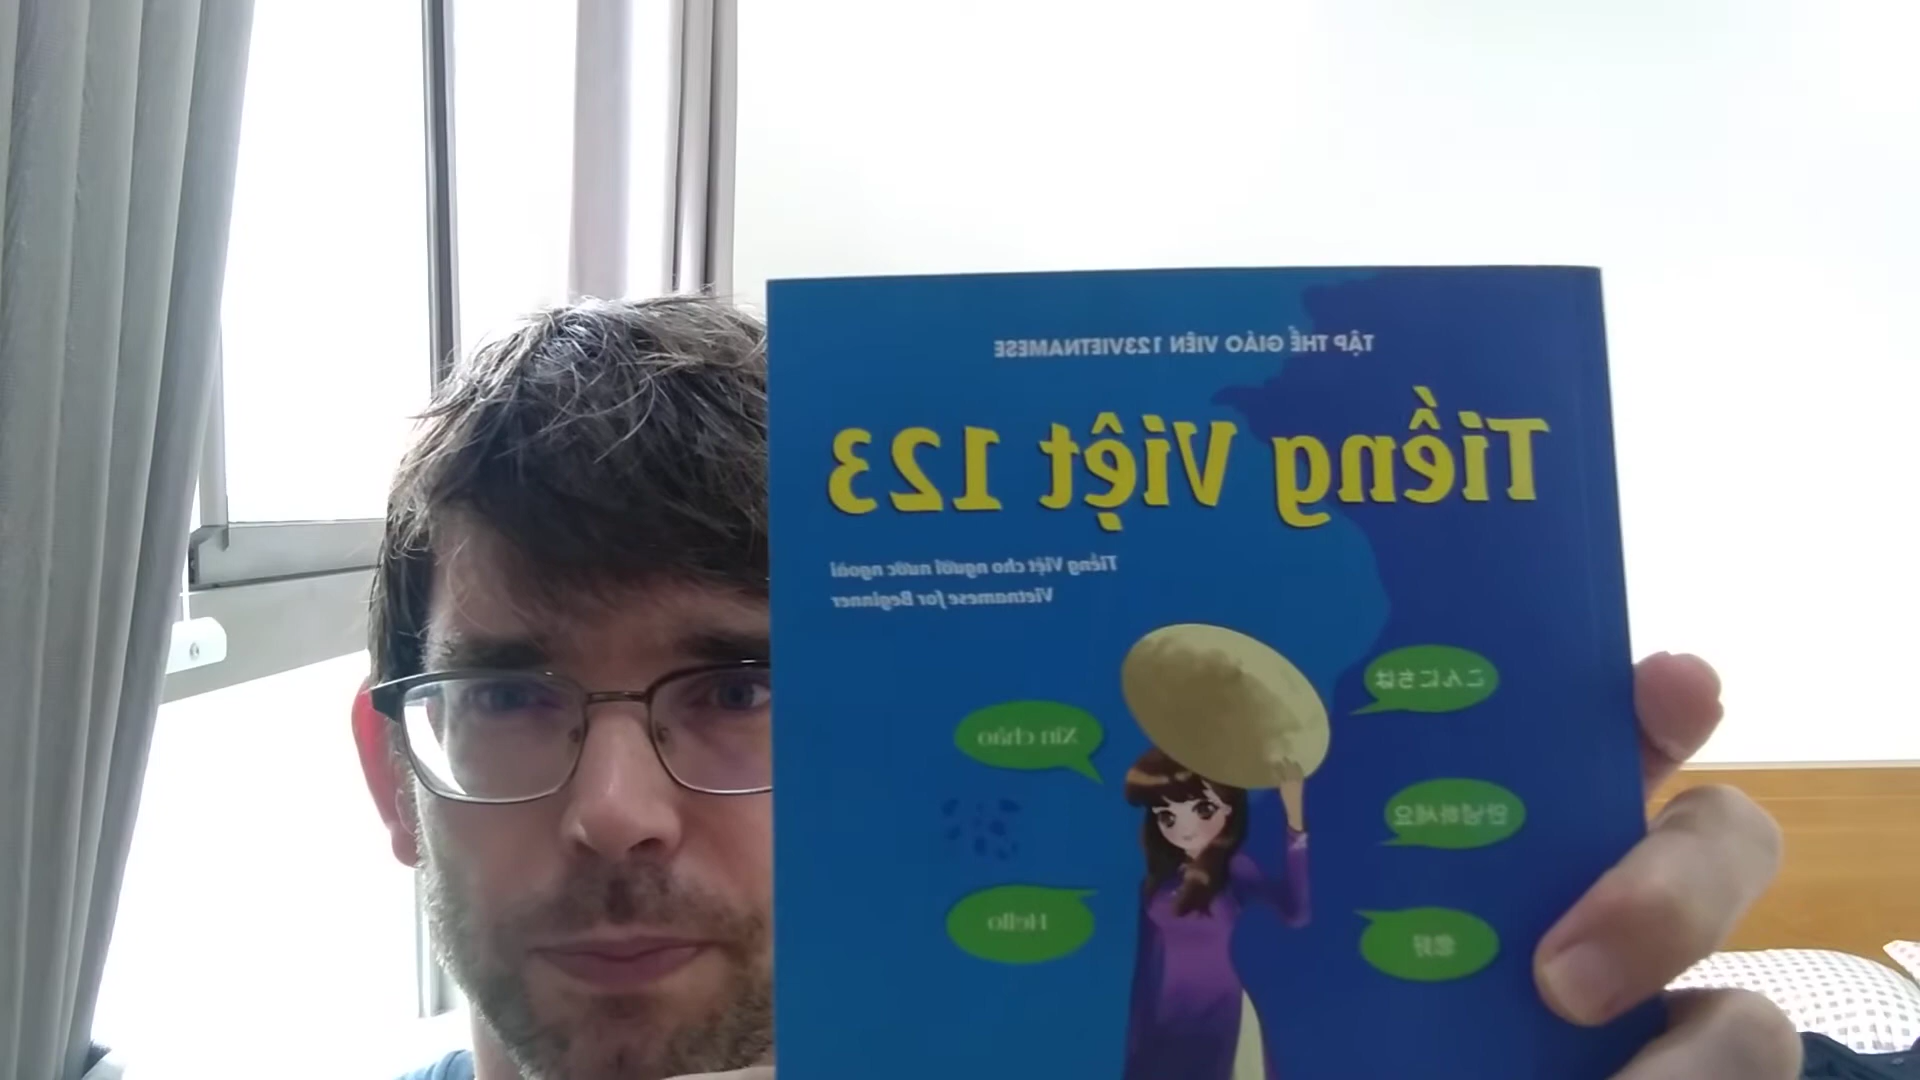 TẬP THỂ GIÁO VIÊN 123VIETNAMESE
Tiếng Việt 123
Tiếng Việt cho người nước ngoài
Vietnamese for Beginner
こんにちは
Xin chào
안녕하세요
Hello
您好